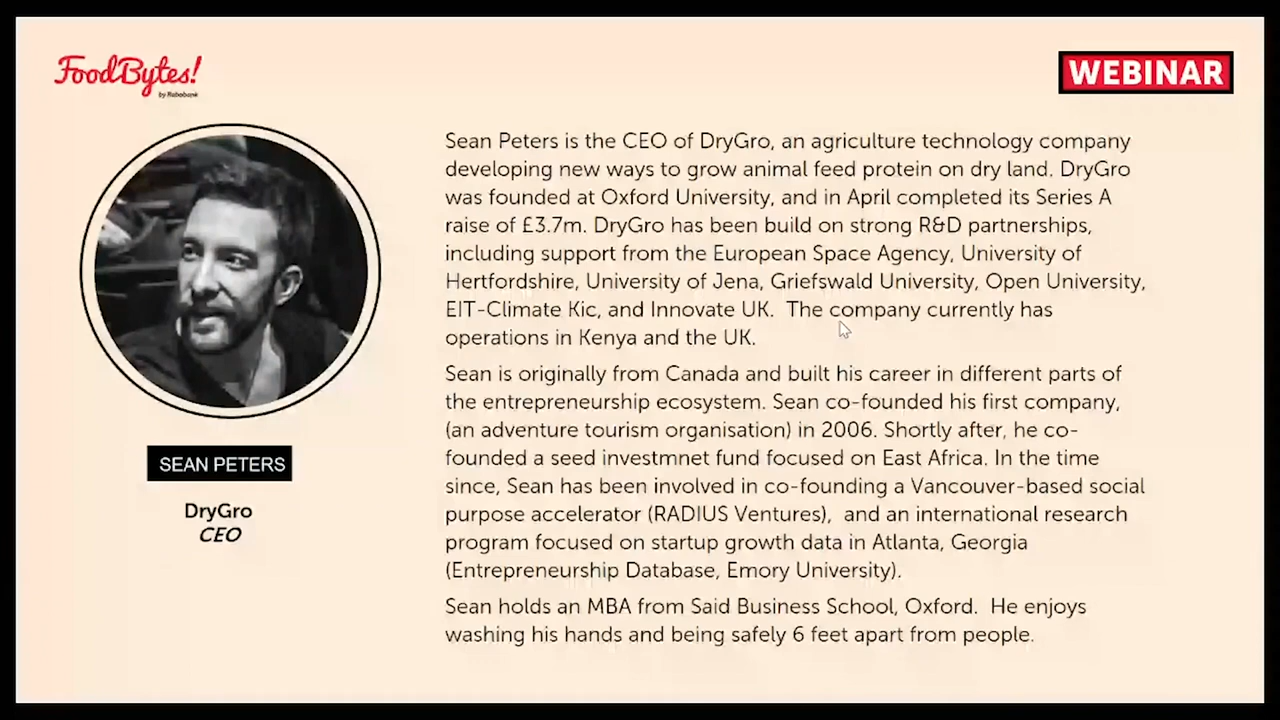 FoodBytes!
by Rabobank
WEBINAR
Sean Peters is the CEO of DryGro, an agriculture technology company
developing new ways to grow animal feed protein on dry land. DryGro
was founded at Oxford University, and in April completed its Series A
raise of £3.7m. DryGro has been build on strong R&D partnerships,
including support from the European Space Agency, University of
Hertfordshire, University of Jena, Griefswald University, Open University,
EIT-Climate Kic, and Innovate UK.  The company currently has
operations in Kenya and the UK.
Sean is originally from Canada and built his career in different parts of
the entrepreneurship ecosystem. Sean co-founded his first company,
(an adventure tourism organisation) in 2006. Shortly after, he co-
founded a seed investmnet fund focused on East Africa. In the time
since, Sean has been involved in co-founding a Vancouver-based social
purpose accelerator (RADIUS Ventures),  and an international research
program focused on startup growth data in Atlanta, Georgia
(Entrepreneurship Database, Emory University).
Sean holds an MBA from Said Business School, Oxford.  He enjoys
washing his hands and being safely 6 feet apart from people.
SEAN PETERS
DryGro
CEO